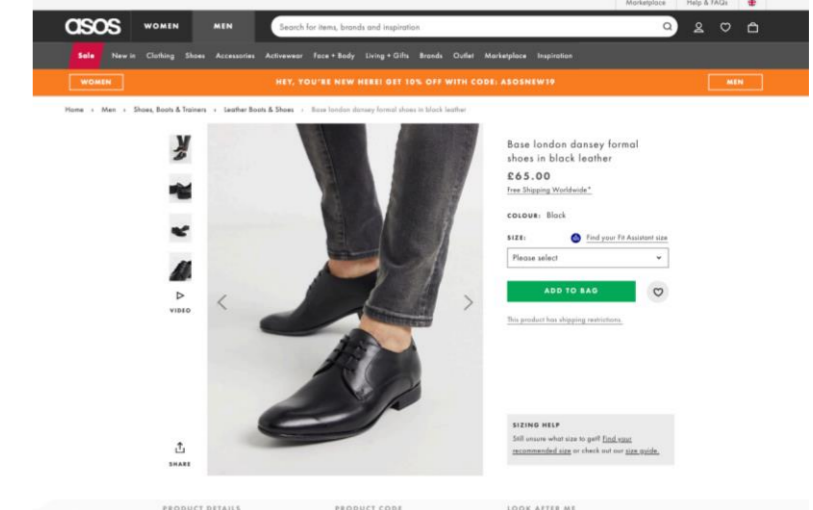 Marketplace Help & FAQs
asos WOMEN MEN Search for items, brands and inspiration
Sale New in Clothing Shoes Accessories Activewear Face + Body Living + Gifts Brands Outlet Marketplace Inspiration
WOMEN HEY, YOU'RE NEW HERE! GET 10% OFF WITH CODE: ASOSNEW19 MEN
Home › Men › Shoes, Boots & Trainers › Leather Boots & Shoes › Base london dansey formal shoes in black leather
Base london dansey formal
shoes in black leather
£65.00
Free Shipping Worldwide*
COLOUR: Black
SIZE: Find your Fit Assistant size
Please select
ADD TO BAG
VIDEO
This product has shipping restrictions.
SIZING HELP
Still unsure what size to get? Find your
recommended size or check out our size guide.
SHARE
PRODUCT DETAILS PRODUCT CODE LOOK AFTER ME